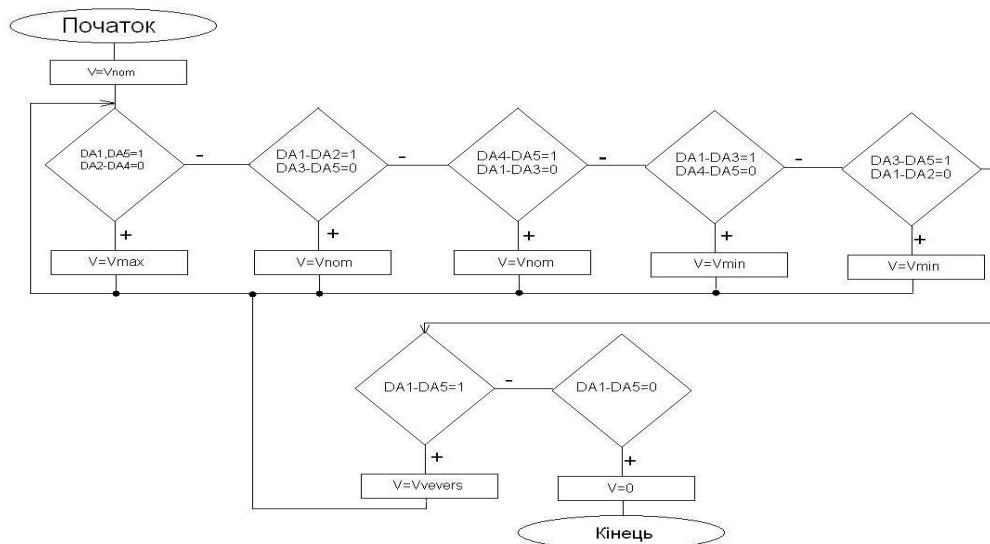 Початок
V=Vnom
DA1,DA5=1
DA2-DA4=0
-
DA1-DA2=1
DA3-DA5=0
-
DA4-DA5=1
DA1-DA3=0
-
DA1-DA3=1
DA4-DA5=0
-
DA3-DA5=1
DA1-DA2=0
+
+
+
+
+
V=Vmax
V=Vnom
V=Vnom
V=Vmin
V=Vmin
DA1-DA5=1
-
DA1-DA5=0
+
+
V=Vvevers
V=0
Кінець